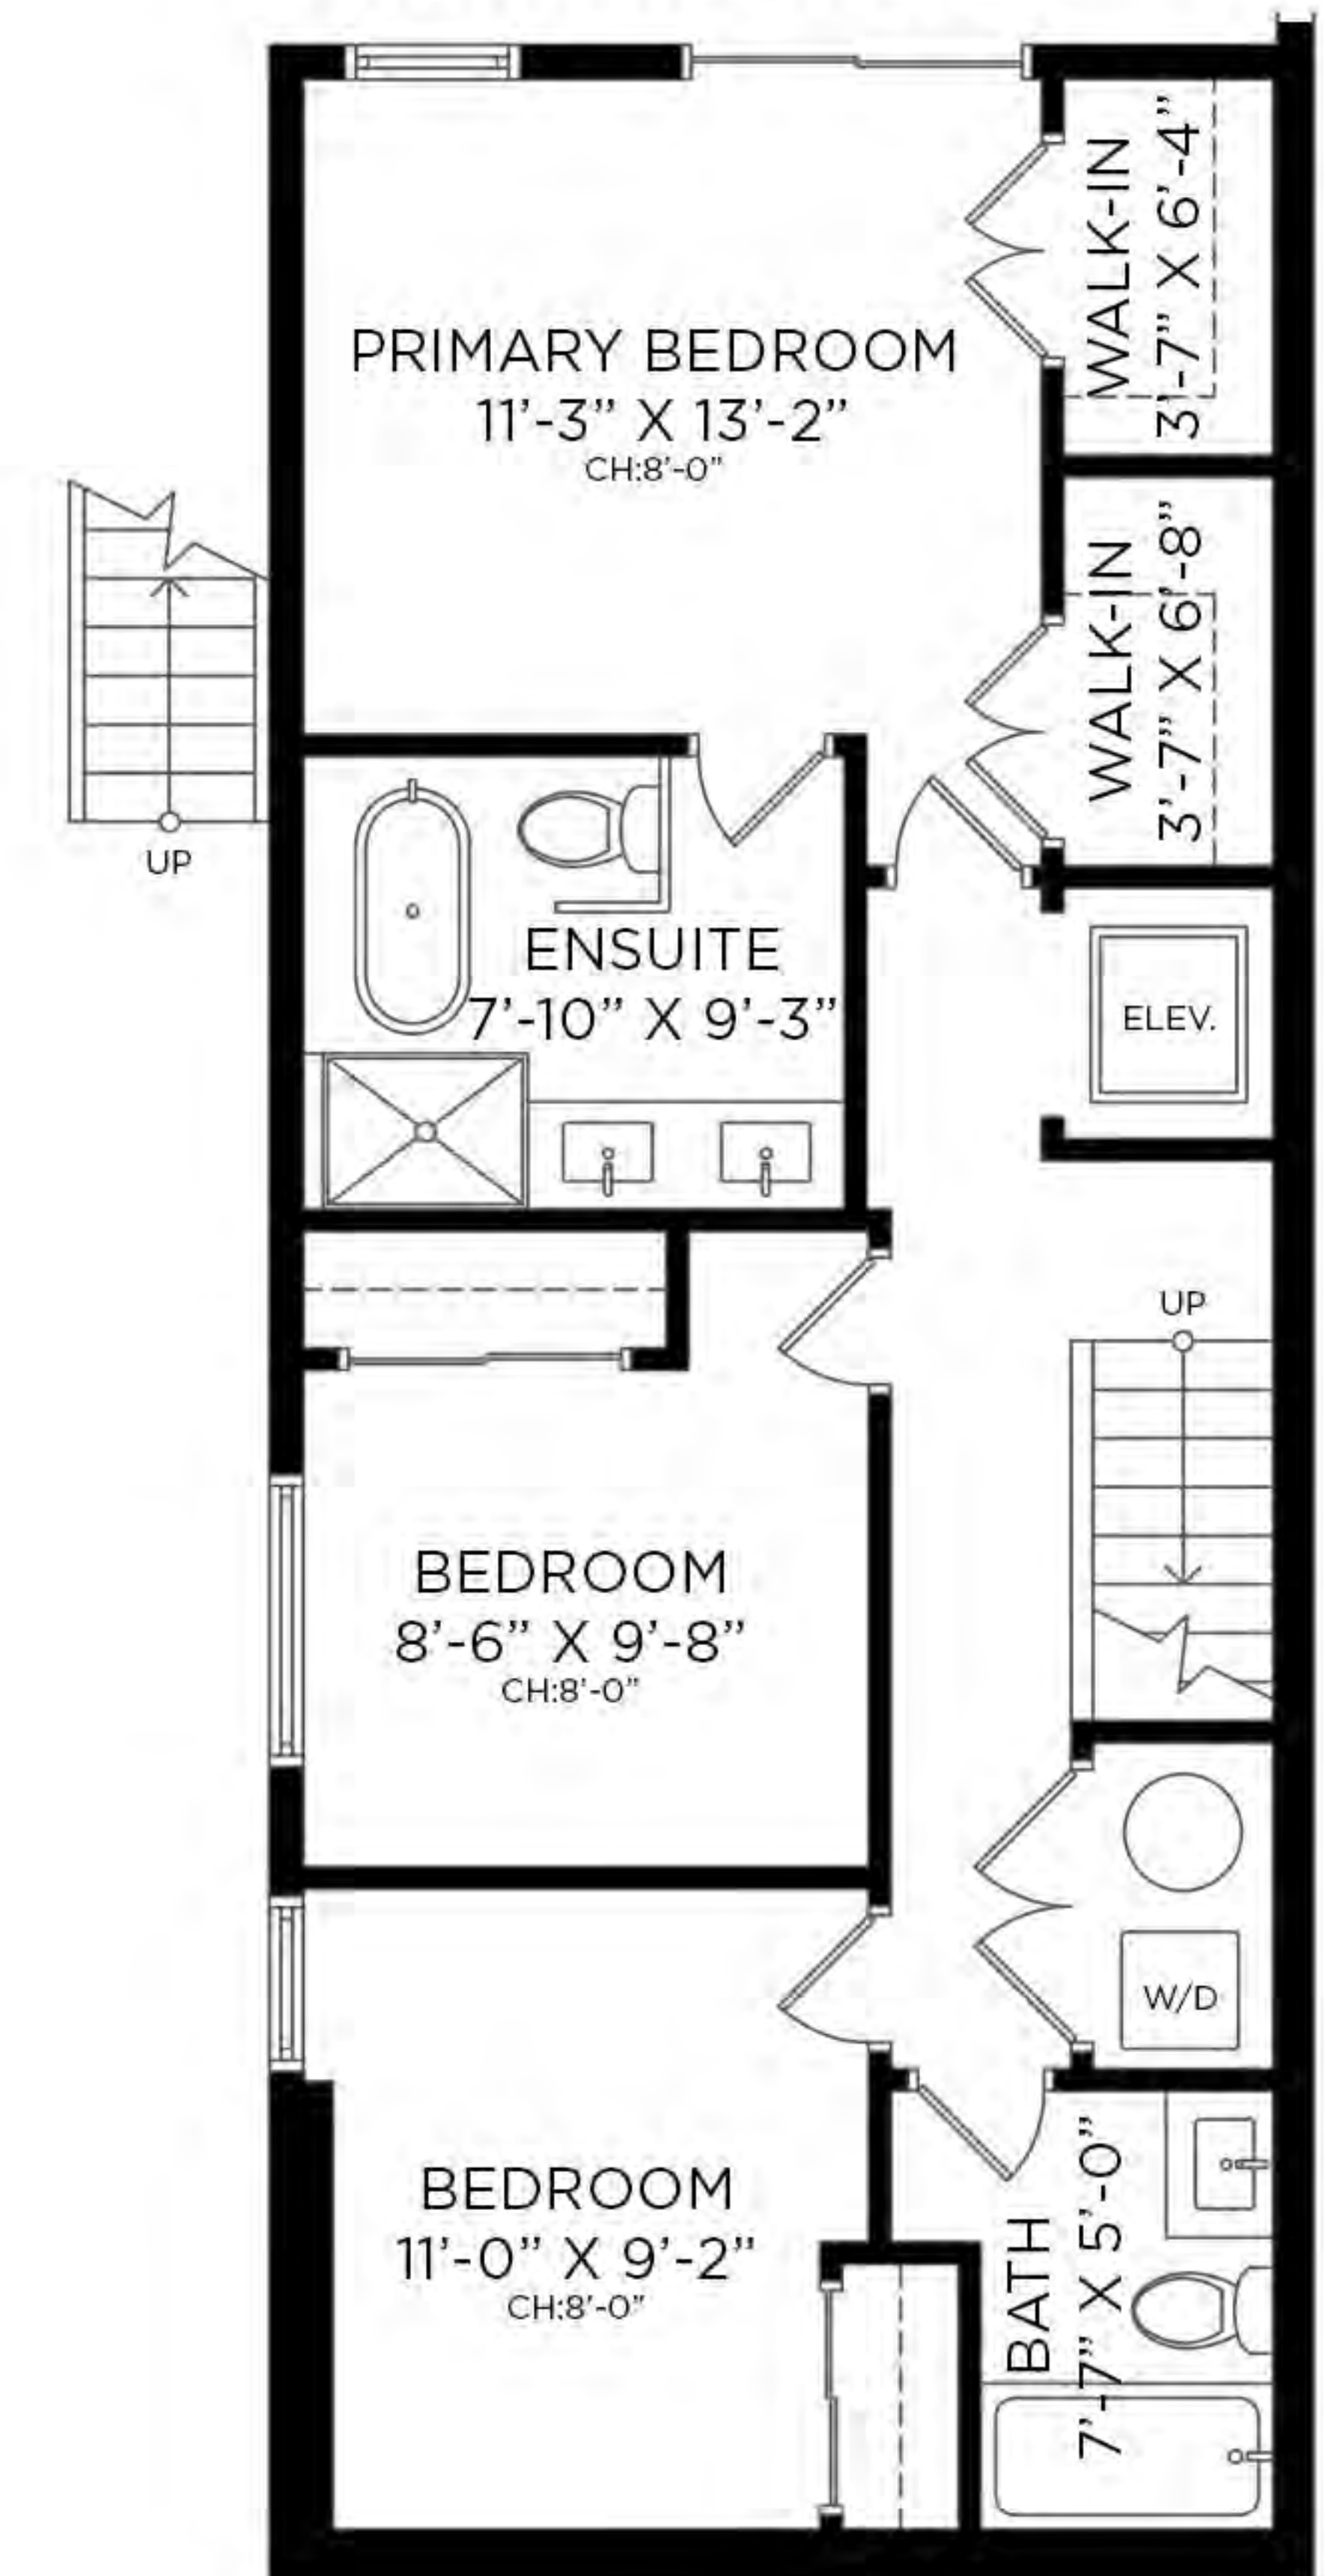 PRIMARY BEDROOM
11'-3” X 13'-2”
CH:8'-0”
WALK-IN
3'-7” X 6'-4”
WALK-IN
3'-7” X 6'-8”
UP
ENSUITE
7'-10” X 9'-3”
ELEV.
UP
BEDROOM
8'-6” X 9'-8”
CH:8'-0”
W/D
BEDROOM
11'-0” X 9'-2”
CH:8'-0”
BATH
7'-7” X 5'-0”